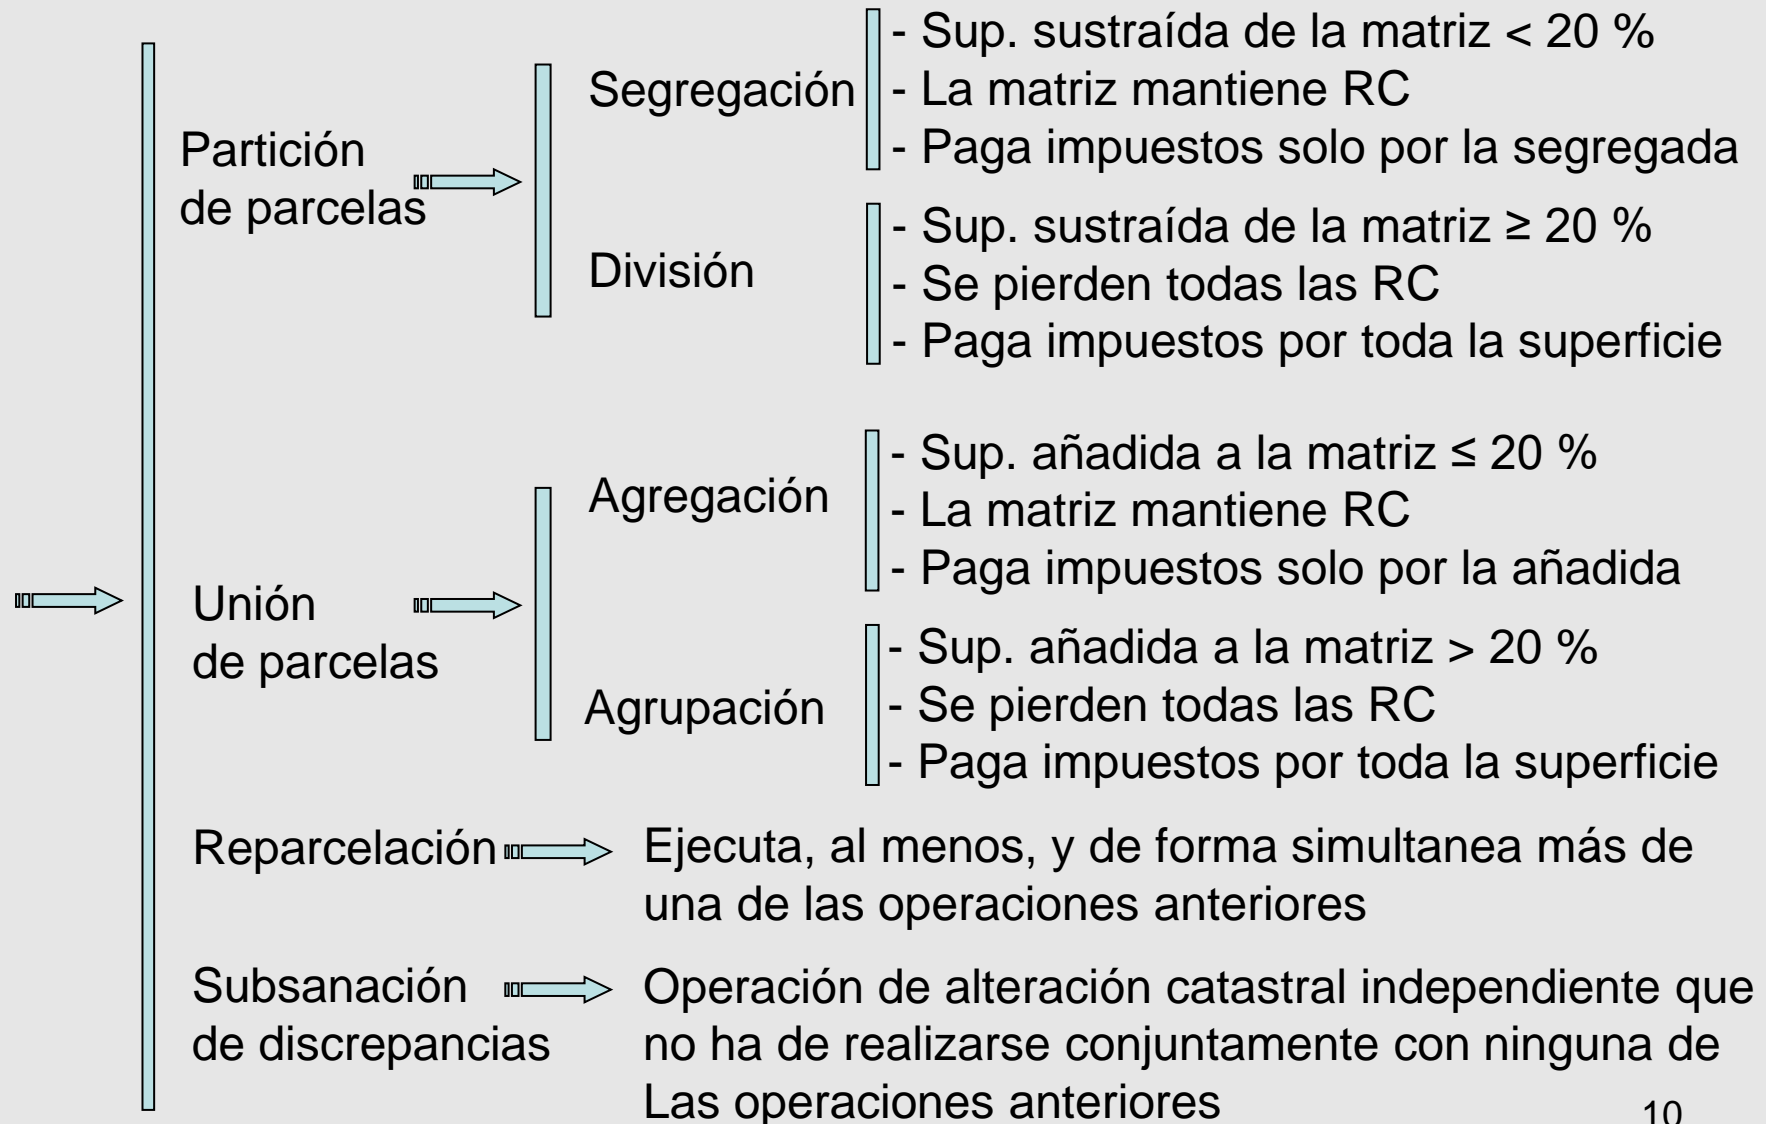 Partición
de parcelas
Segregación
- Sup. sustraída de la matriz < 20 %
- La matriz mantiene RC
- Paga impuestos solo por la segregada
División
- Sup. sustraída de la matriz ≥ 20 %
- Se pierden todas las RC
- Paga impuestos por toda la superficie
Unión
de parcelas
Agregación
- Sup. añadida a la matriz ≤ 20 %
- La matriz mantiene RC
- Paga impuestos solo por la añadida
Agrupación
- Sup. añadida a la matriz > 20 %
- Se pierden todas las RC
- Paga impuestos por toda la superficie
Reparcelación
Ejecuta, al menos, y de forma simultanea más de
una de las operaciones anteriores
Subsanación
de discrepancias
Operación de alteración catastral independiente que
no ha de realizarse conjuntamente con ninguna de
Las operaciones anteriores
10